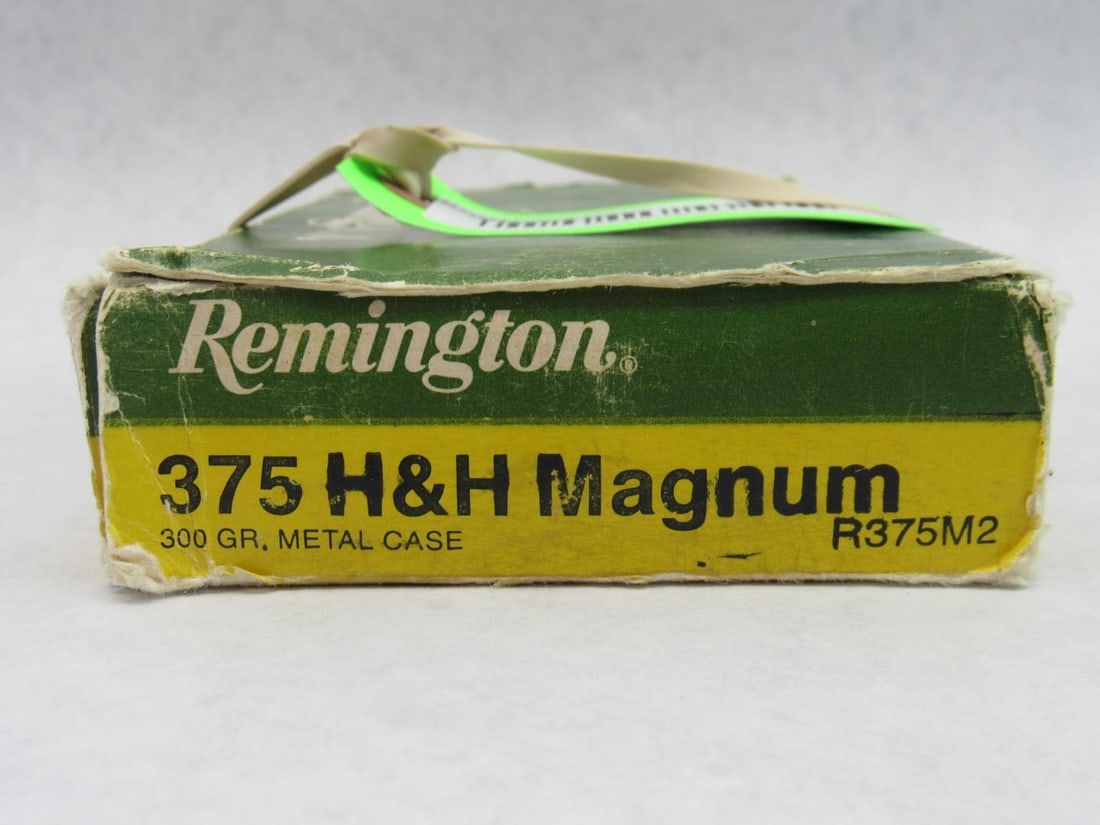 Remington®
375 H&H Magnum
300 GR. METAL CASE
R375M2